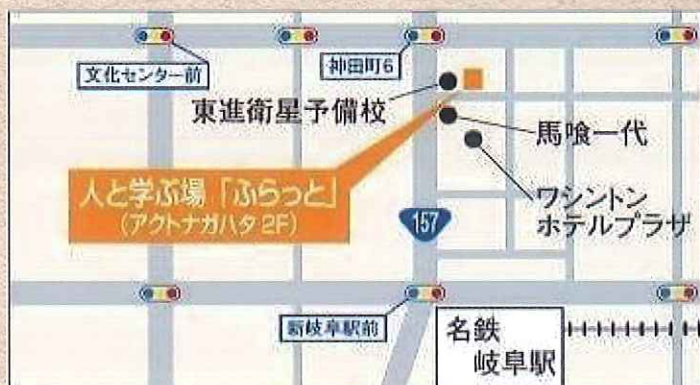 文化センター前
神田町6
東進衛星予備校
馬喰一代
人と学ぶ場「ふらっと」
(アクトナガハタ2F)
ワシントン
ホテルプラザ
157
新岐阜駅前
名鉄
岐阜駅